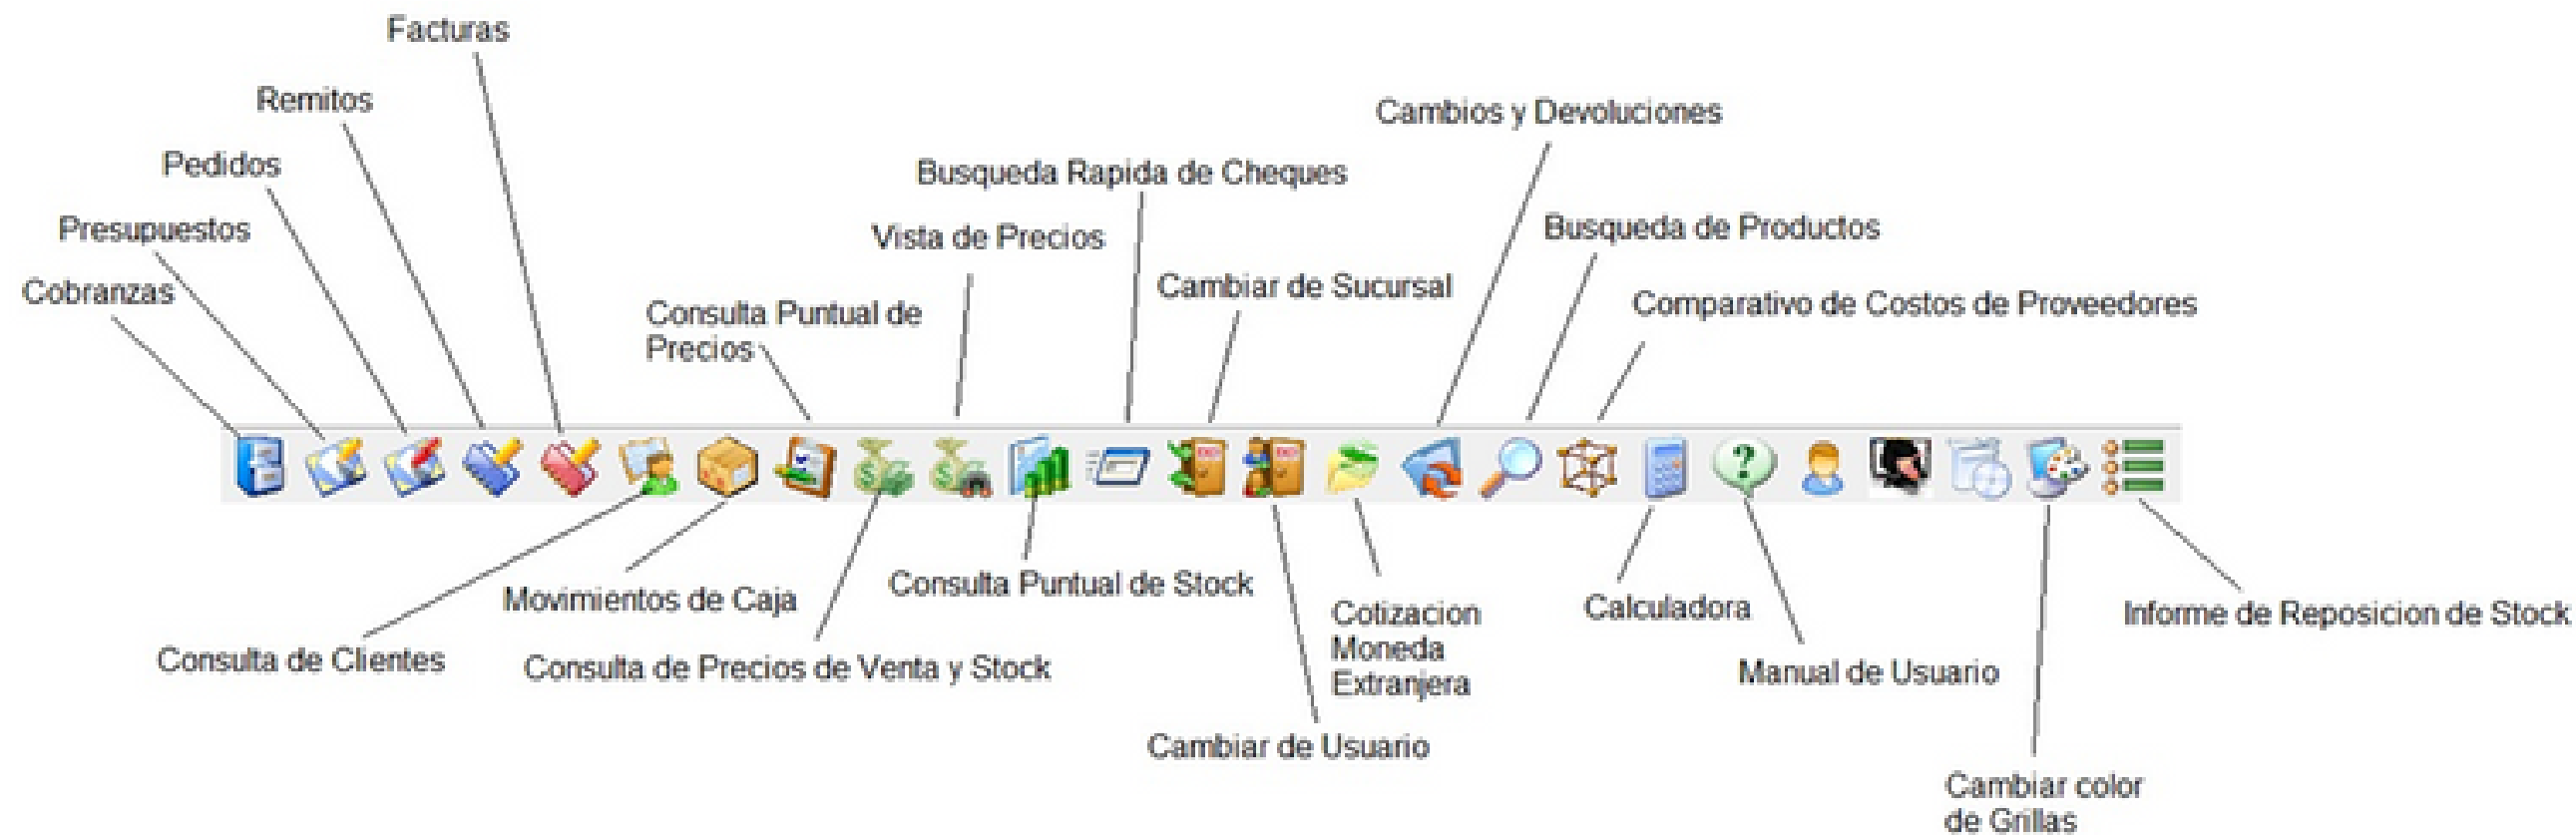 Facturas
Remitos
Cambios y Devoluciones
Pedidos
Busqueda Rapida de Cheques
Presupuestos
Vista de Precios
Busqueda de Productos
Cobranzas
Consulta Puntual de
Precios
Cambiar de Sucursal
Comparativo de Costos de Proveedores
Consulta de Clientes
Movimientos de Caja
Consulta de Precios de Venta y Stock
Consulta Puntual de Stock
Cambiar de Usuario
Cotizacion
Moneda
Extranjera
Calculadora
Manual de Usuario
Cambiar color
de Grillas
Informe de Reposicion de Stock